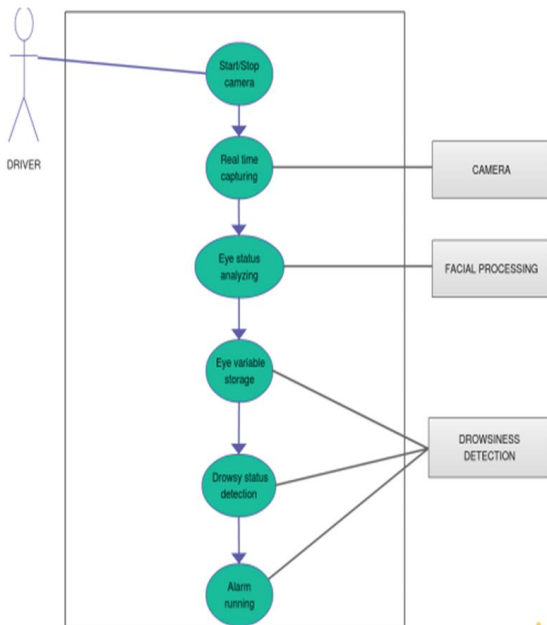 Start/Stop
camera
DRIVER
Real time
capturing
CAMERA
Eye status
analyzing
FACIAL PROCESSING
Eye variable
storage
DROWSINESS
DETECTION
Drowsy status
detection
Alarm
running